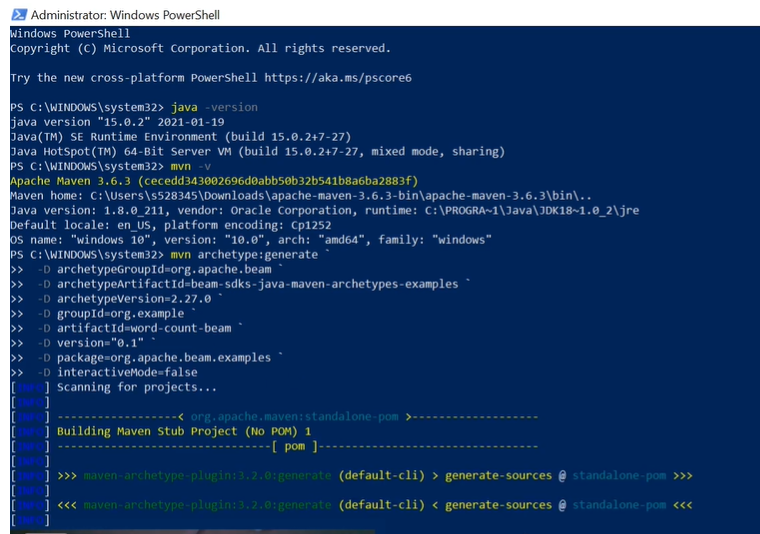 Administrator: Windows PowerShell
Windows PowerShell
Copyright (C) Microsoft Corporation. All rights reserved.
Try the new cross-platform PowerShell https://aka.ms/pscore6
PS C:\WINDOWS\system32> java -version
java version "15.0.2" 2021-01-19
Java(TM) SE Runtime Environment (build 15.0.2+7-27)
Java HotSpot(TM) 64-Bit Server VM (build 15.0.2+7-27, mixed mode, sharing)
PS C:\WINDOWS\system32> mvn -v
Apache Maven 3.6.3 (cecedd343002696d0abb50b32b541b8a6ba2883f)
Maven home: C:\Users\s528345\Downloads\apache-maven-3.6.3-bin\apache-maven-3.6.3\bin\..
Java version: 1.8.0_211, vendor: Oracle Corporation, runtime: C:\PROGRA~1\Java\JDK18~1.0_2\jre
Default locale: en_US, platform encoding: Cp1252
OS name: "windows 10", version: "10.0", arch: "amd64", family: "windows"
PS C:\WINDOWS\system32> mvn archetype:generate `
>>  -D archetypeGroupId=org.apache.beam `
>>  -D archetypeArtifactId=beam-sdks-java-maven-archetypes-examples `
>>  -D archetypeVersion=2.27.0 `
>>  -D groupId=org.example `
>>  -D artifactId=word-count-beam `
>>  -D version="0.1" `
>>  -D package=org.apache.beam.examples `
>>  -D interactiveMode=false
[INFO] Scanning for projects...
[INFO]
[INFO] ------------------< org.apache.maven:standalone-pom >-------------------
[INFO] Building Maven Stub Project (No POM) 1
[INFO] --------------------------------[ pom ]---------------------------------
[INFO]
[INFO] >>> maven-archetype-plugin:3.2.0:generate (default-cli) > generate-sources @ standalone-pom >>>
[INFO]
[INFO] <<< maven-archetype-plugin:3.2.0:generate (default-cli) < generate-sources @ standalone-pom <<<
[INFO]